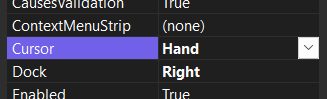 CausesValidation True
ContextMenuStrip (none)
Cursor Hand
Dock Right
Enabled True